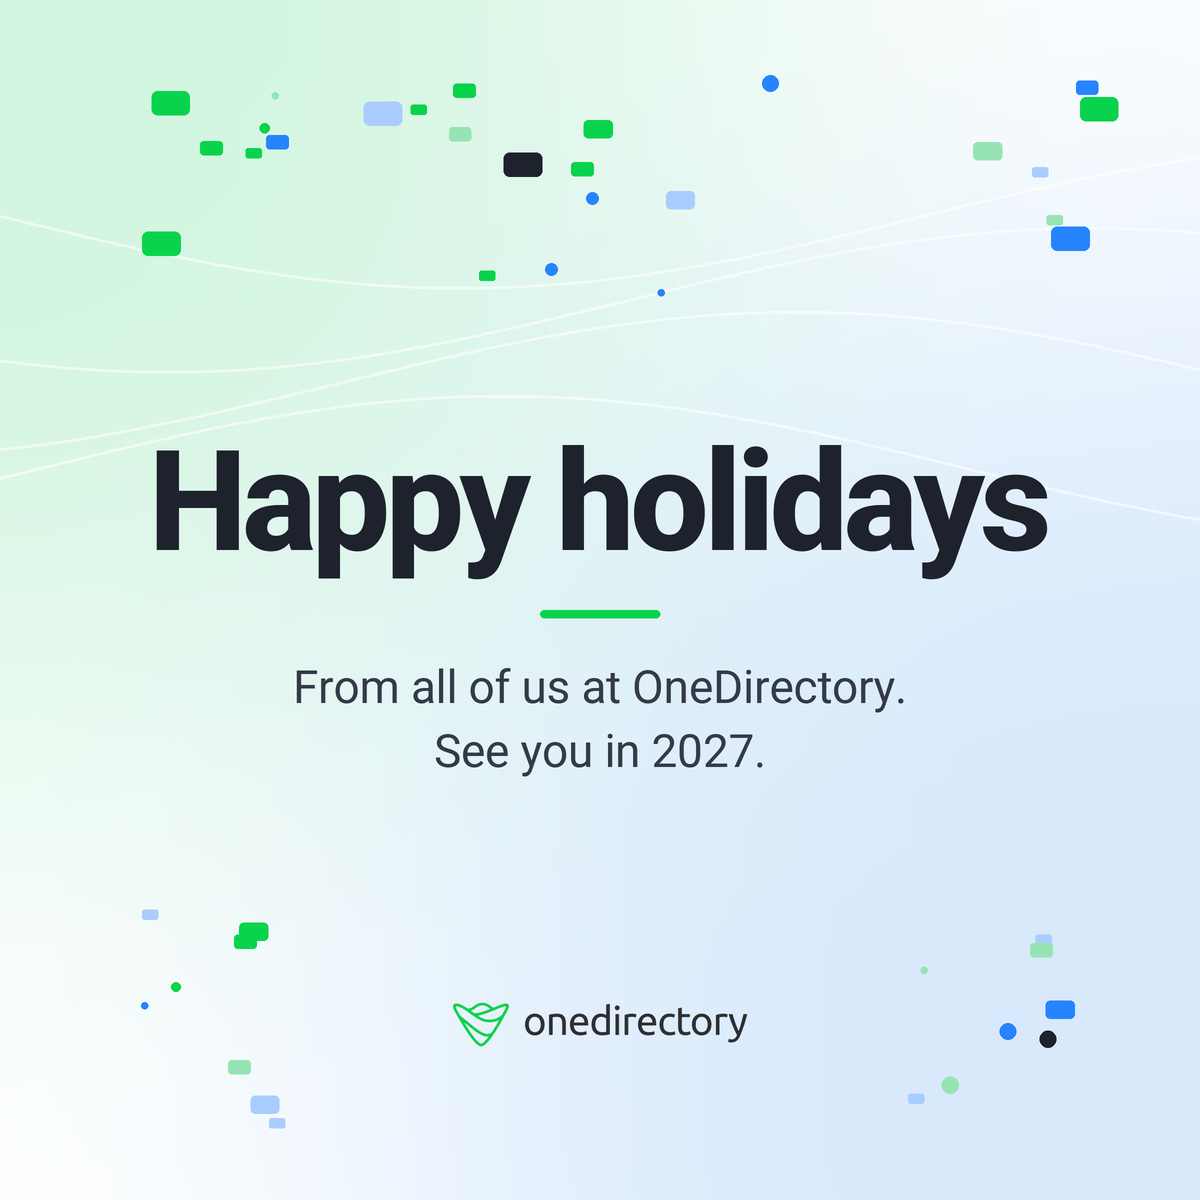 Happy holidays
From all of us at OneDirectory.
See you in 2027.
onedirectory